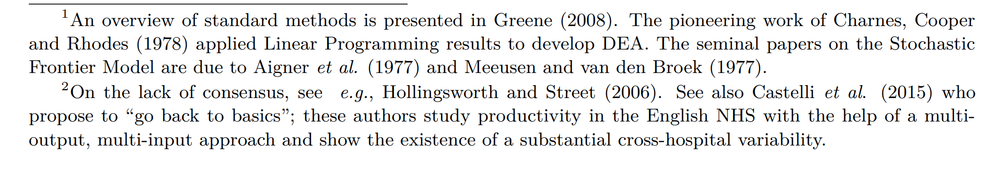 1An overview of standard methods is presented in Greene (2008). The pioneering work of Charnes, Cooper
and Rhodes (1978) applied Linear Programming results to develop DEA. The seminal papers on the Stochastic
Frontier Model are due to Aigner et al. (1977) and Meeusen and van den Broek (1977).
2On the lack of consensus, see e.g., Hollingsworth and Street (2006). See also Castelli et al. (2015) who
propose to “go back to basics”; these authors study productivity in the English NHS with the help of a multi-
output, multi-input approach and show the existence of a substantial cross-hospital variability.